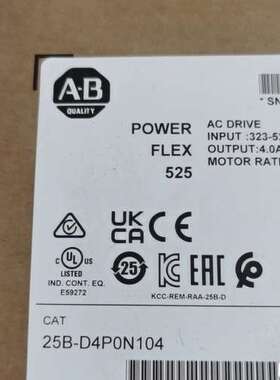 A·B
QUALITY
POWER
FLEX
525
AC DRIVE
INPUT :323-5
OUTPUT:4.0A
MOTOR RAT
* SN
UL
LISTED
IND. CONT. EQ.
E59272
UK
CA
CE
25
EAC
KCC-REM-RAA-25B-D
CAT
25B-D4P0N104